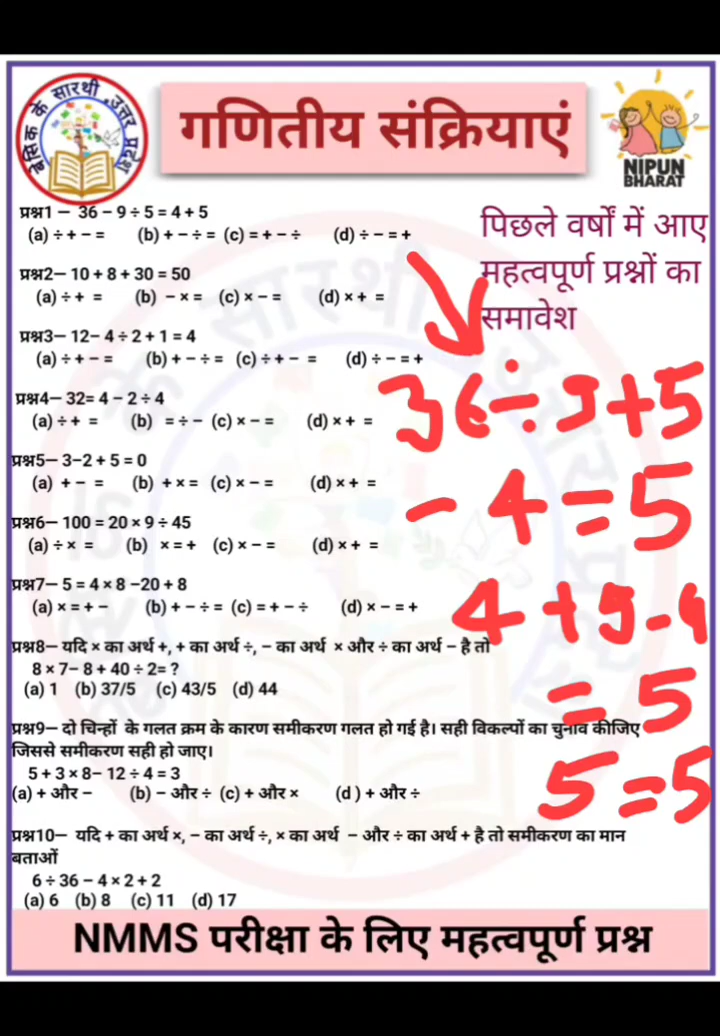 बेसिक के सारथी, उत्तर प्रदेश
गणितीय संक्रियाएं
NIPUN
BHARAT
पिछले वर्षों में आए
महत्वपूर्ण प्रश्नों का
समावेश
प्रश्न1 – 36 – 9 ÷ 5 = 4 + 5
(a) ÷ + – = (b) + – ÷ = (c) = + – ÷ (d) ÷ – = +
प्रश्न2– 10 + 8 + 30 = 50
(a) ÷ + = (b) – × = (c) × – = (d) × + =
प्रश्न3– 12– 4 ÷ 2 + 1 = 4
(a) ÷ + – = (b) + – ÷ = (c) ÷ + – = (d) ÷ – = +
प्रश्न4– 32= 4 – 2 ÷ 4
(a) ÷ + = (b) = ÷ – (c) × – = (d) × + =
प्रश्न5– 3–2 + 5 = 0
(a) + – = (b) + × = (c) × – = (d) × + =
प्रश्न6– 100 = 20 × 9 ÷ 45
(a) ÷ × = (b) × = + (c) × – = (d) × + =
प्रश्न7– 5 = 4 × 8 –20 + 8
(a) × = + – (b) + – ÷ = (c) = + – ÷ (d) × – = +
प्रश्न8– यदि × का अर्थ +, + का अर्थ ÷, – का अर्थ × और ÷ का अर्थ – है तो
8 × 7– 8 + 40 ÷ 2= ?
(a) 1 (b) 37/5 (c) 43/5 (d) 44
प्रश्न9– दो चिन्हों के गलत क्रम के कारण समीकरण गलत हो गई है। सही विकल्पों का चुनाव कीजिए
जिससे समीकरण सही हो जाए।
5 + 3 × 8– 12 ÷ 4 = 3
(a) + और – (b) – और ÷ (c) + और × (d ) + और ÷
प्रश्न10– यदि + का अर्थ ×, – का अर्थ ÷, × का अर्थ – और ÷ का अर्थ + है तो समीकरण का मान
बताओं
6 ÷ 36 – 4 × 2 + 2
(a) 6 (b) 8 (c) 11 (d) 17
36 ÷ 9 + 5
– 4 = 5
4 + 5 – 4
= 5
5 = 5
NMMS परीक्षा के लिए महत्वपूर्ण प्रश्न